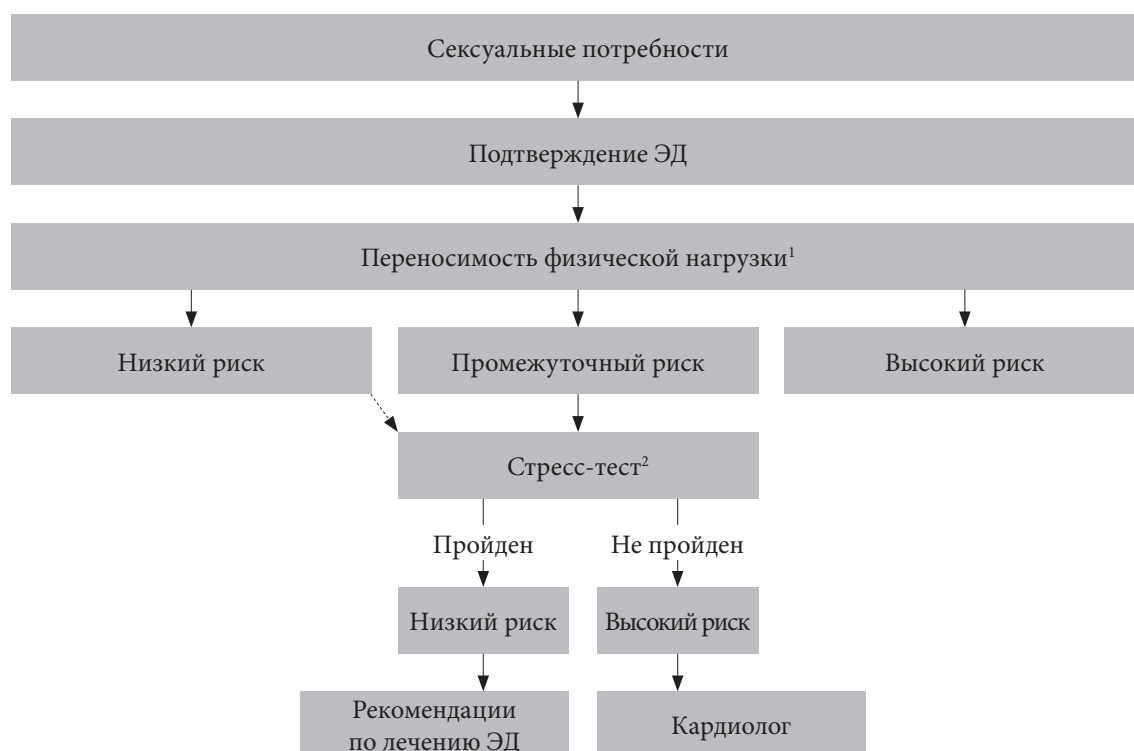 Сексуальные потребности
Подтверждение ЭД
Переносимость физической нагрузки¹
Низкий риск
Промежуточный риск
Высокий риск
Стресс-тест²
Пройден
Не пройден
Низкий риск
Высокий риск
Рекомендации
по лечению ЭД
Кардиолог